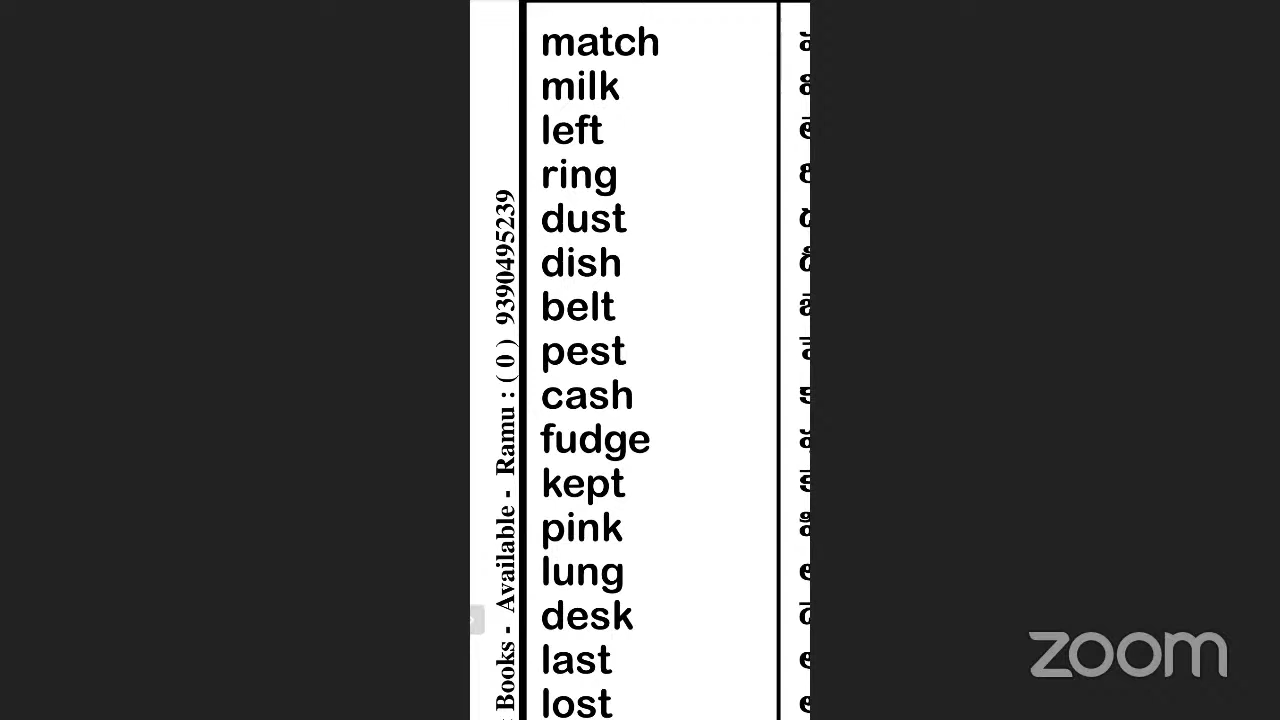 match
milk
left
ring
dust
dish
belt
pest
cash
fudge
kept
pink
lung
desk
last
lost
Books - Available - Ramu : ( 0 ) 9390495239
zoom